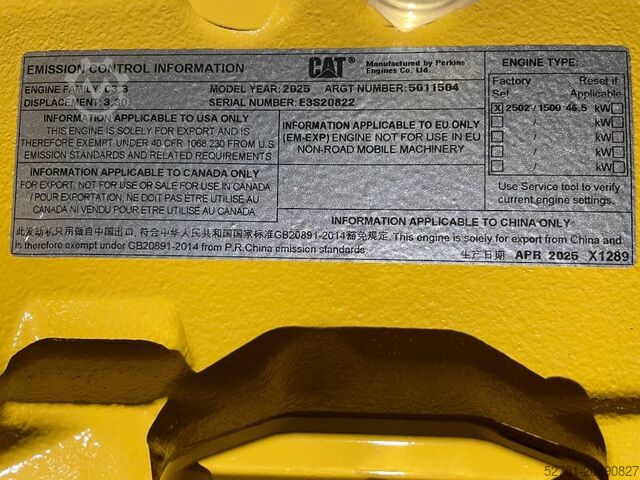 EMISSION CONTROL INFORMATION
CAT
Manufactured by Perkins
Engines Co. Ltd.
ENGINE FAMILY: C3.3
MODEL YEAR: 2025
ARGT NUMBER: 5011504
DISPLACEMENT: 3.30
SERIAL NUMBER: E3S20822
INFORMATION APPLICABLE TO USA ONLY
THIS ENGINE IS SOLELY FOR EXPORT AND IS
THEREFORE EXEMPT UNDER 40 CFR 1068.230 FROM U.S.
EMISSION STANDARDS AND RELATED REQUIREMENTS
INFORMATION APPLICABLE TO EU ONLY
(EM-EXP) ENGINE NOT FOR USE IN EU
NON-ROAD MOBILE MACHINERY
INFORMATION APPLICABLE TO CANADA ONLY
FOR EXPORT, NOT FOR USE OR SALE FOR USE IN CANADA
/ POUR EXPORTATION, NE DOIT PAS ETRE UTILISE AU
CANADA NI VENDU POUR ETRE UTILISE AU CANADA
ENGINE TYPE:
Factory Set
Reset if Applicable
X 2502 / 1500 46.5 kW
/ kW
/ kW
/ kW
Use Service tool to verify
current engine settings.
INFORMATION APPLICABLE TO CHINA ONLY
此发动机只用做自中国出口, 符合中华人民共和国国家标准GB20891-2014豁免规定. This engine is solely for export from China and
is therefore exempt under GB20891-2014 from P.R.China emission standards
生产日期 APR 2025 X1289
52781-20390827